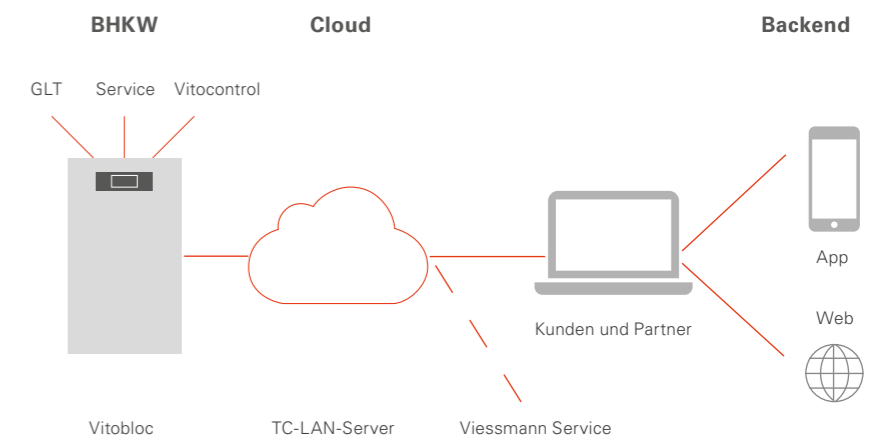 BHKW
Cloud
Backend
GLT
Service
Vitocontrol
App
Web
Kunden und Partner
Vitobloc
TC-LAN-Server
Viessmann Service